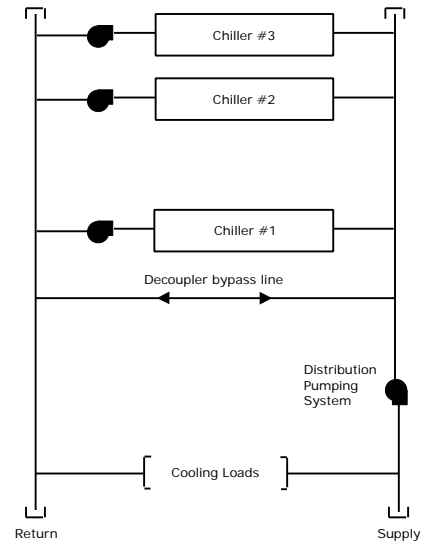 Chiller #3
Chiller #2
Chiller #1
Decoupler bypass line
Distribution
Pumping
System
Cooling Loads
Return
Supply